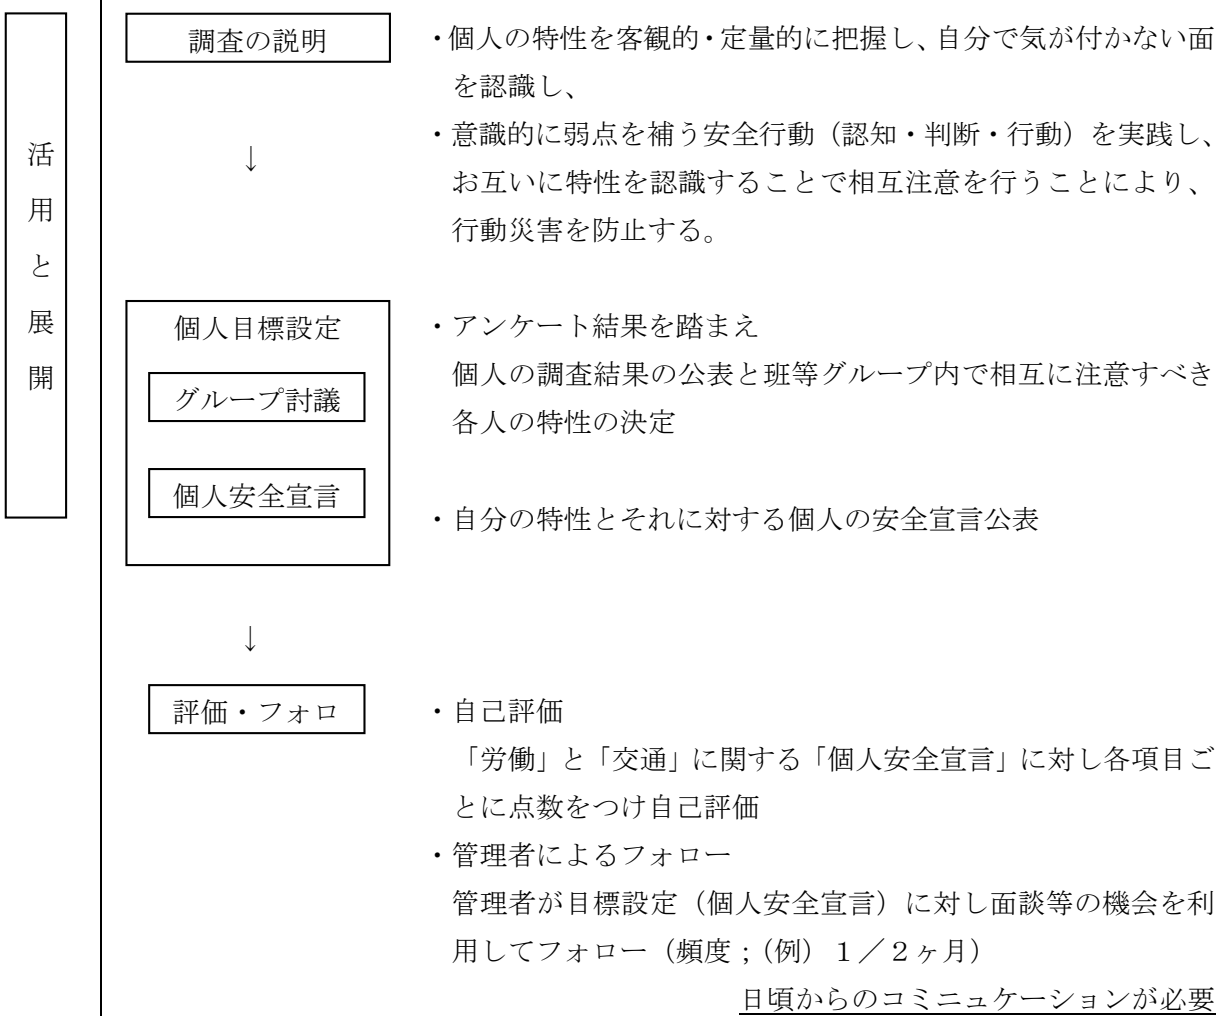 活用と展開
調査の説明
・個人の特性を客観的・定量的に把握し、自分で気が付かない面
を認識し、
↓
・意識的に弱点を補う安全行動（認知・判断・行動）を実践し、
お互いに特性を認識することで相互注意を行うことにより、
行動災害を防止する。
個人目標設定
グループ討議
個人安全宣言
・アンケート結果を踏まえ
個人の調査結果の公表と班等グループ内で相互に注意すべき
各人の特性の決定
・自分の特性とそれに対する個人の安全宣言公表
↓
評価・フォロ
・自己評価
「労働」と「交通」に関する「個人安全宣言」に対し各項目ご
とに点数をつけ自己評価
・管理者によるフォロー
管理者が目標設定（個人安全宣言）に対し面談等の機会を利
用してフォロー（頻度；（例）１／２ヶ月）
日頃からのコミニュケーションが必要